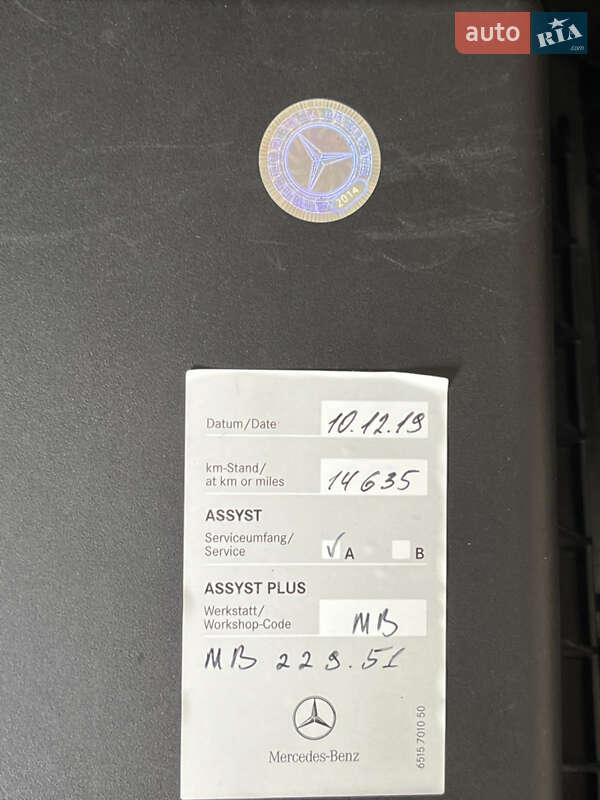 auto RIA.com
2014
Datum/Date 10.12.19
km-Stand/
at km or miles 14635
ASSYST
Serviceumfang/
Service ✓ A B
ASSYST PLUS
Werkstatt/
Workshop-Code MB
MB 229.51
Mercedes-Benz
6515 7010 50